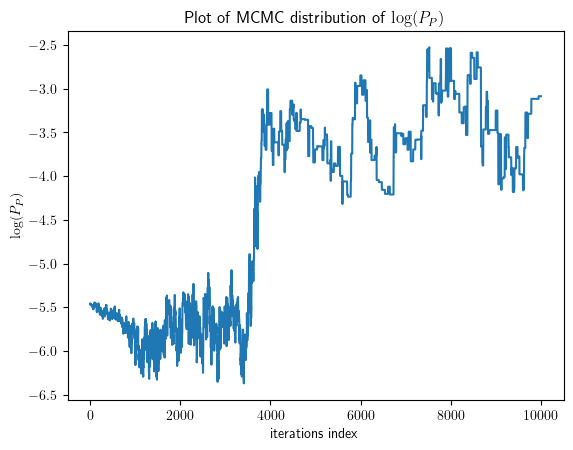 Plot of MCMC distribution of log(P_P)
−2.5
−3.0
−3.5
−4.0
−4.5
−5.0
−5.5
−6.0
−6.5
log(P_P)
0 2000 4000 6000 8000 10000
iterations index